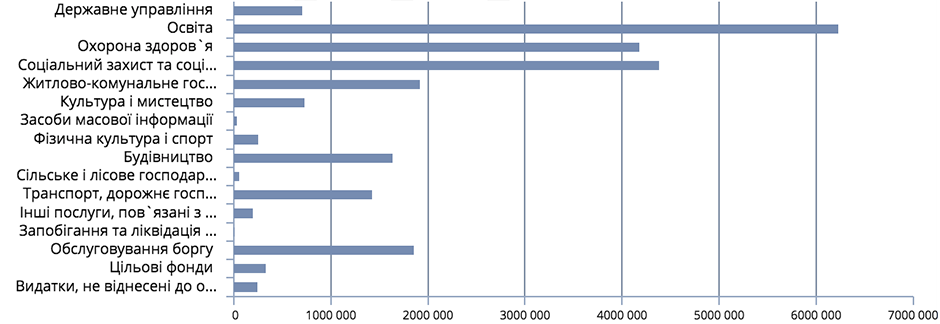 Державне управління
Освіта
Охорона здоров`я
Соціальний захист та соці...
Житлово-комунальне гос...
Культура і мистецтво
Засоби масової інформації
Фізична культура і спорт
Будівництво
Сільське і лісове господар...
Транспорт, дорожнє госп...
Інші послуги, пов`язані з ...
Запобігання та ліквідація ...
Обслуговування боргу
Цільові фонди
Видатки, не віднесені до о...
0 1000 000 2000 000 3000 000 4000 000 5000 000 6000 000 7000 000